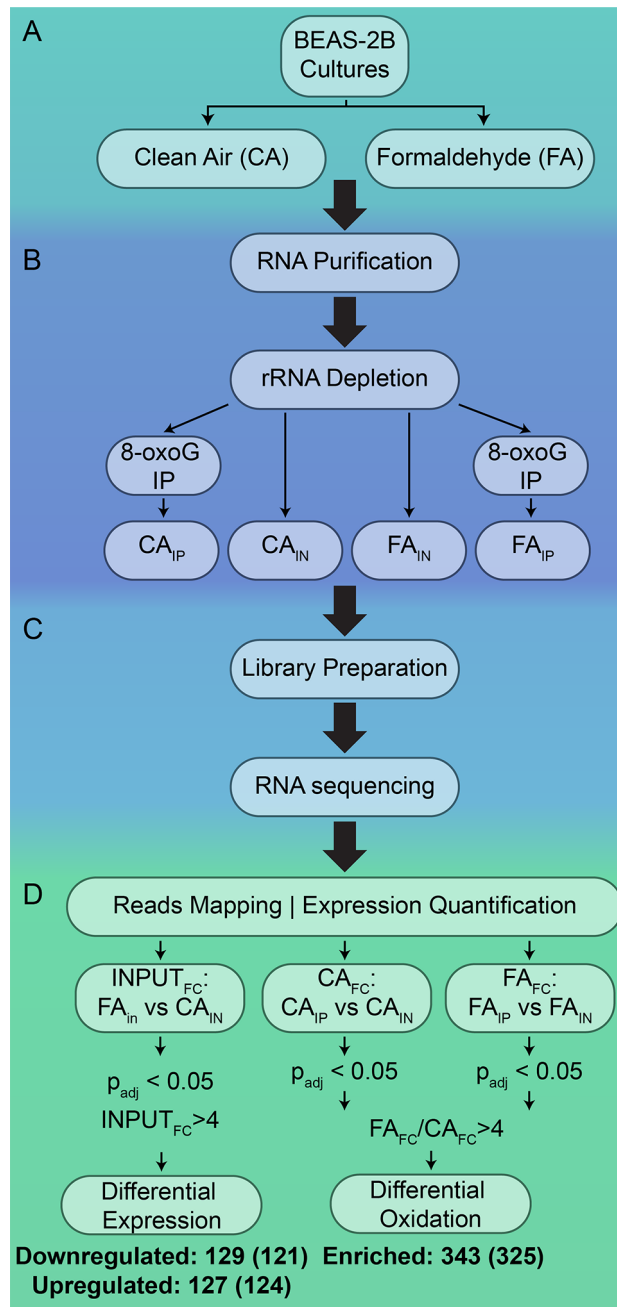 A
BEAS-2B
Cultures
Clean Air (CA)
Formaldehyde (FA)
B
RNA Purification
rRNA Depletion
8-oxoG
IP
8-oxoG
IP
CAIP
CAIN
FAIN
FAIP
C
Library Preparation
RNA sequencing
D
Reads Mapping | Expression Quantification
INPUTFC:
FAin vs CAIN
CAFC:
CAIP vs CAIN
FAFC:
FAIP vs FAIN
padj < 0.05
INPUTFC>4
padj < 0.05
padj < 0.05
FAFC/CAFC>4
Differential
Expression
Differential
Oxidation
Downregulated: 129 (121)
Upregulated: 127 (124)
Enriched: 343 (325)